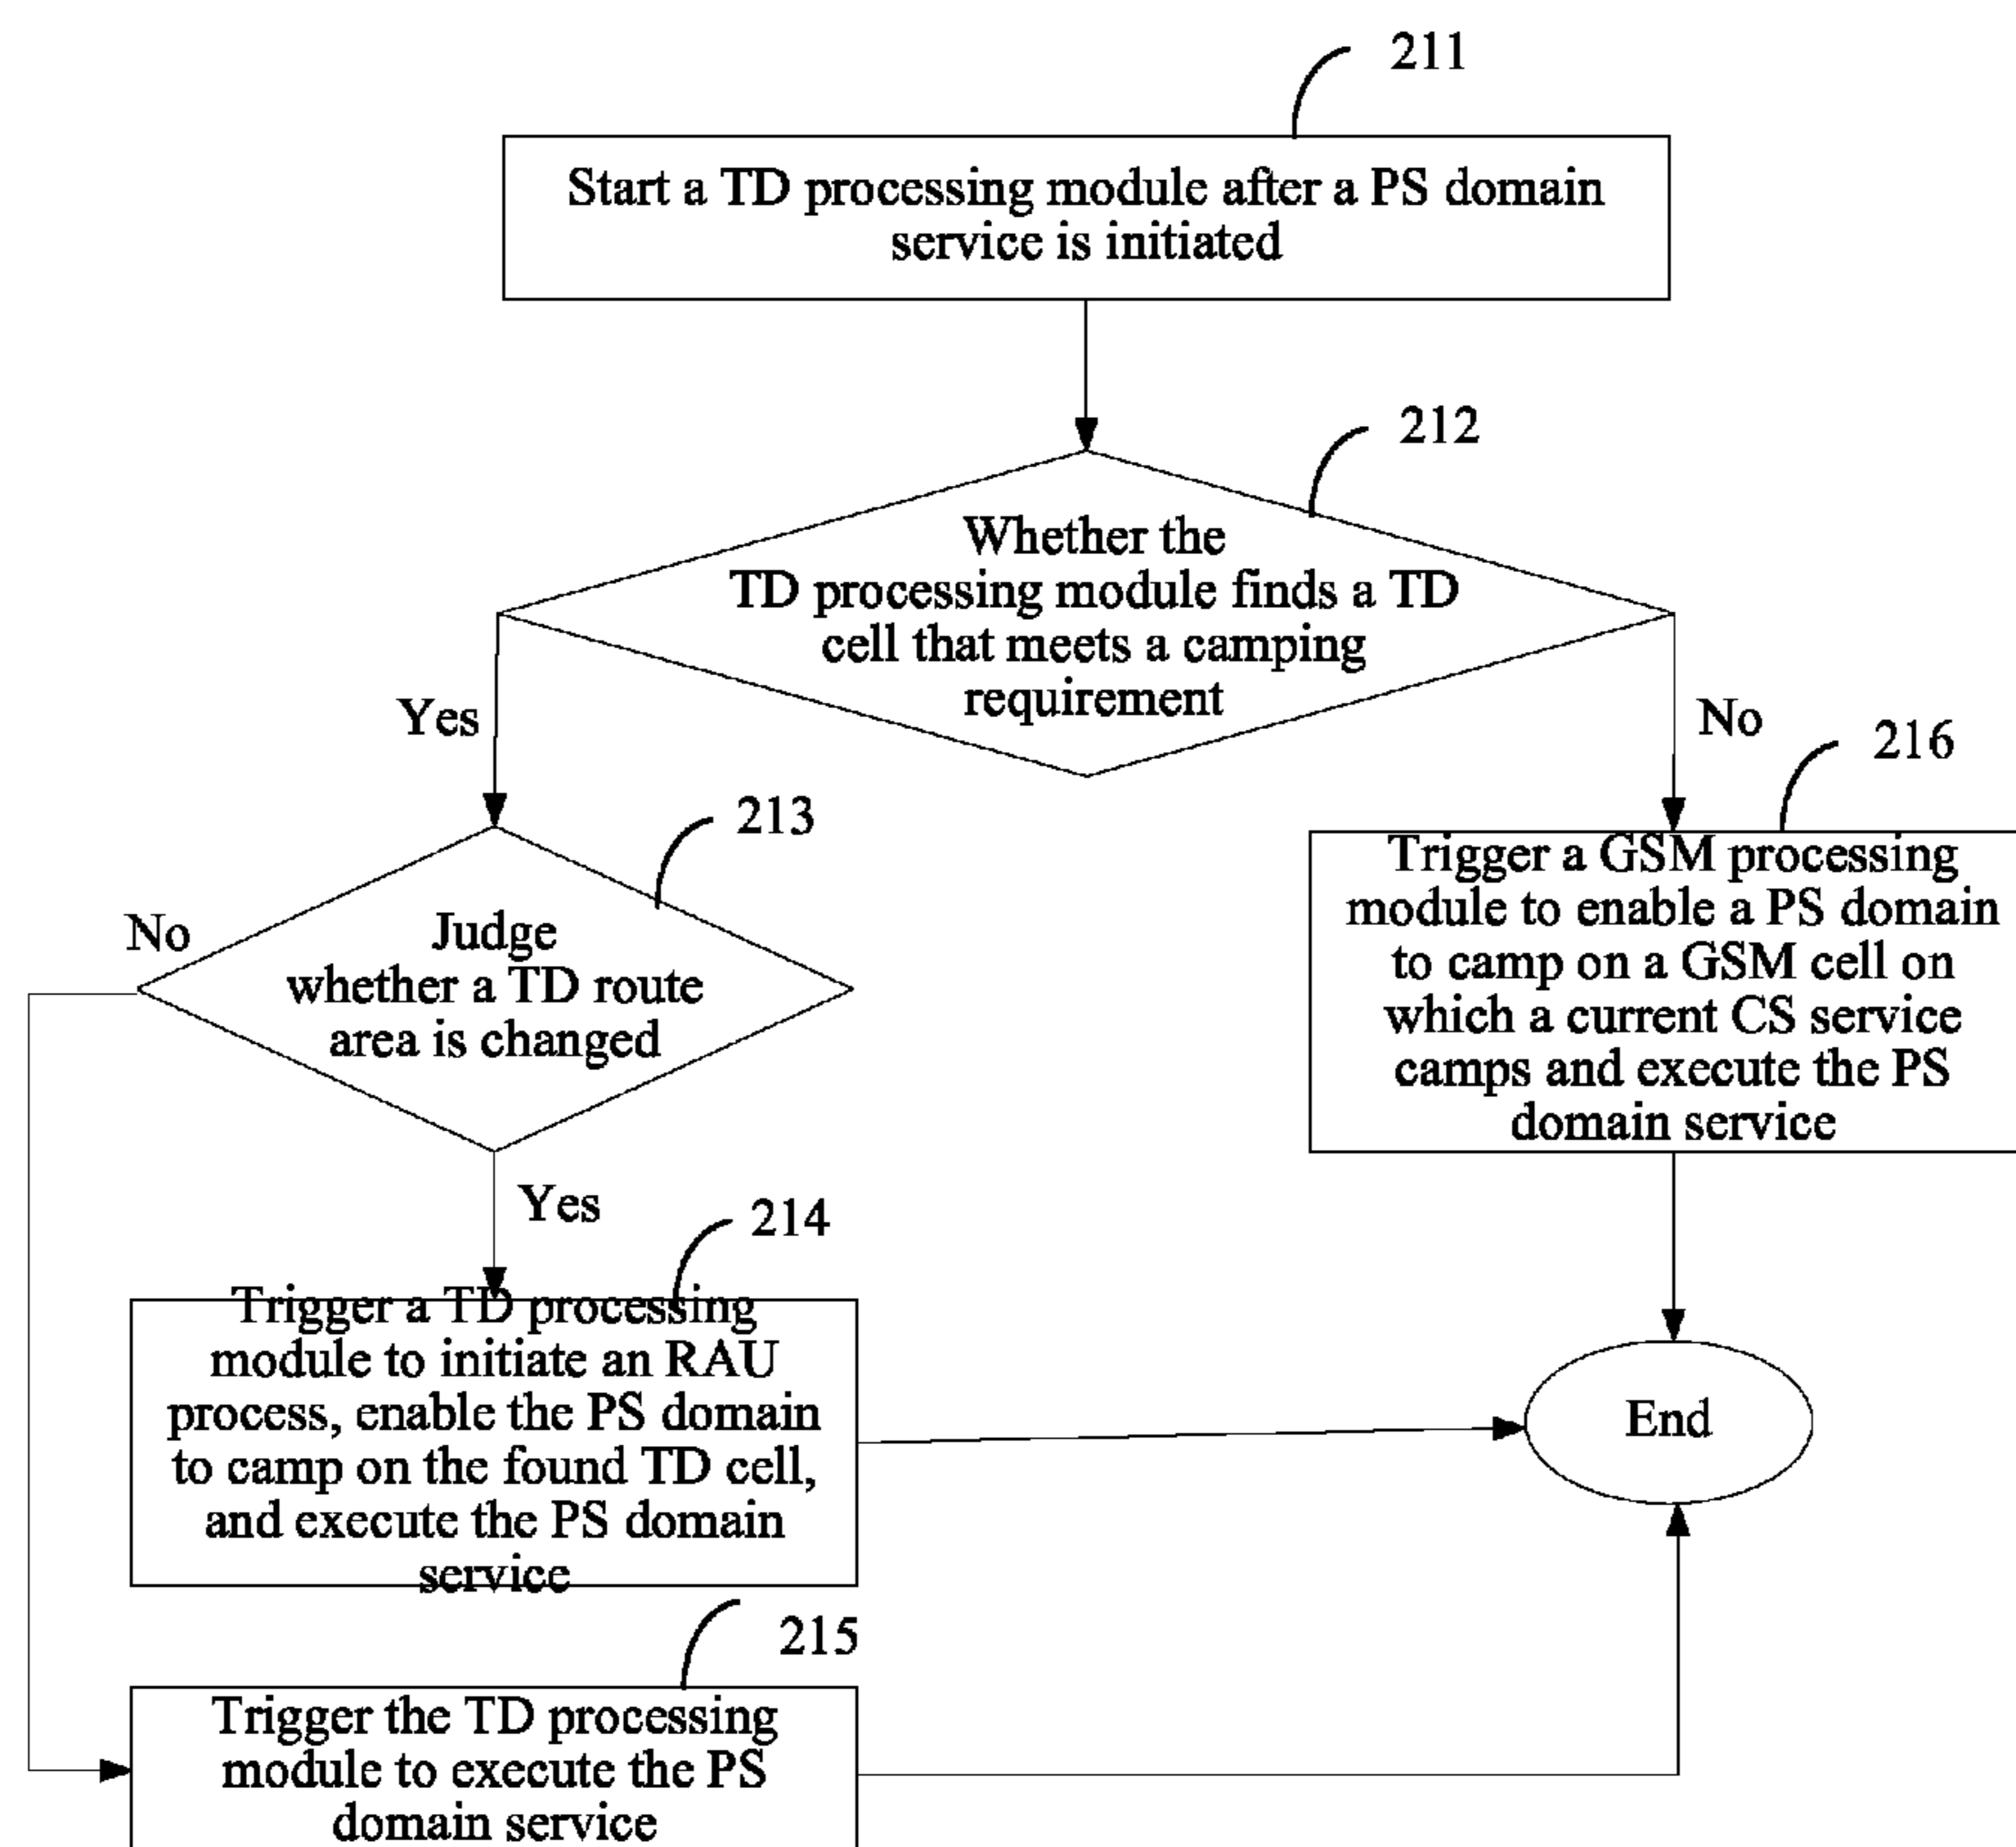 211
Start a TD processing module after a PS domain
service is initiated
212
Whether the
TD processing module finds a TD
cell that meets a camping
requirement
Yes
No
216
213
Trigger a GSM processing
module to enable a PS domain
to camp on a GSM cell on
which a current CS service
camps and execute the PS
domain service
No
Judge
whether a TD route
area is changed
Yes
214
Trigger a TD processing
module to initiate an RAU
process, enable the PS domain
to camp on the found TD cell,
and execute the PS domain
service
End
215
Trigger the TD processing
module to execute the PS
domain service